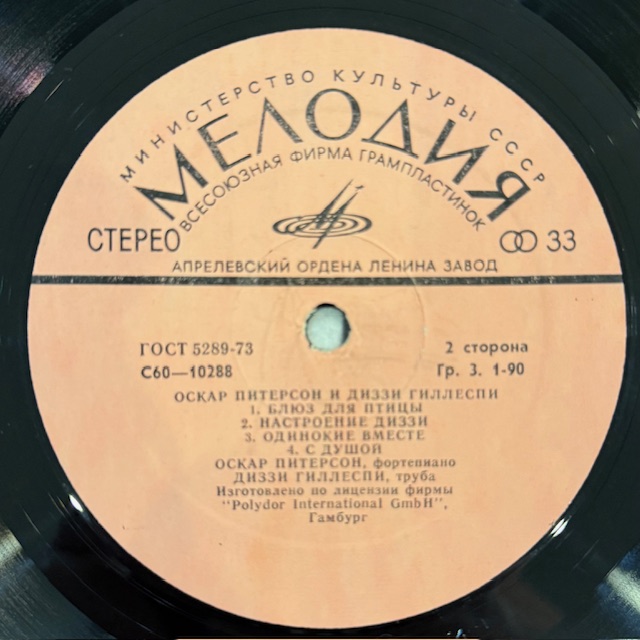 МИНИСТЕРСТВО КУЛЬТУРЫ СССР
МЕЛОДИЯ
ВСЕСОЮЗНАЯ ФИРМА ГРАМПЛАСТИНОК
СТЕРЕО
33
АПРЕЛЕВСКИЙ ОРДЕНА ЛЕНИНА ЗАВОД
ГОСТ 5289-73
2 сторона
С60—10288
Гр. 3. 1-90
ОСКАР ПИТЕРСОН И ДИЗЗИ ГИЛЛЕСПИ
1. БЛЮЗ ДЛЯ ПТИЦЫ
2. НАСТРОЕНИЕ ДИЗЗИ
3. ОДИНОКИЕ ВМЕСТЕ
4. С ДУШОЙ
ОСКАР ПИТЕРСОН, фортепиано
ДИЗЗИ ГИЛЛЕСПИ, труба
Изготовлено по лицензии фирмы
"Polydor International GmbH",
Гамбург